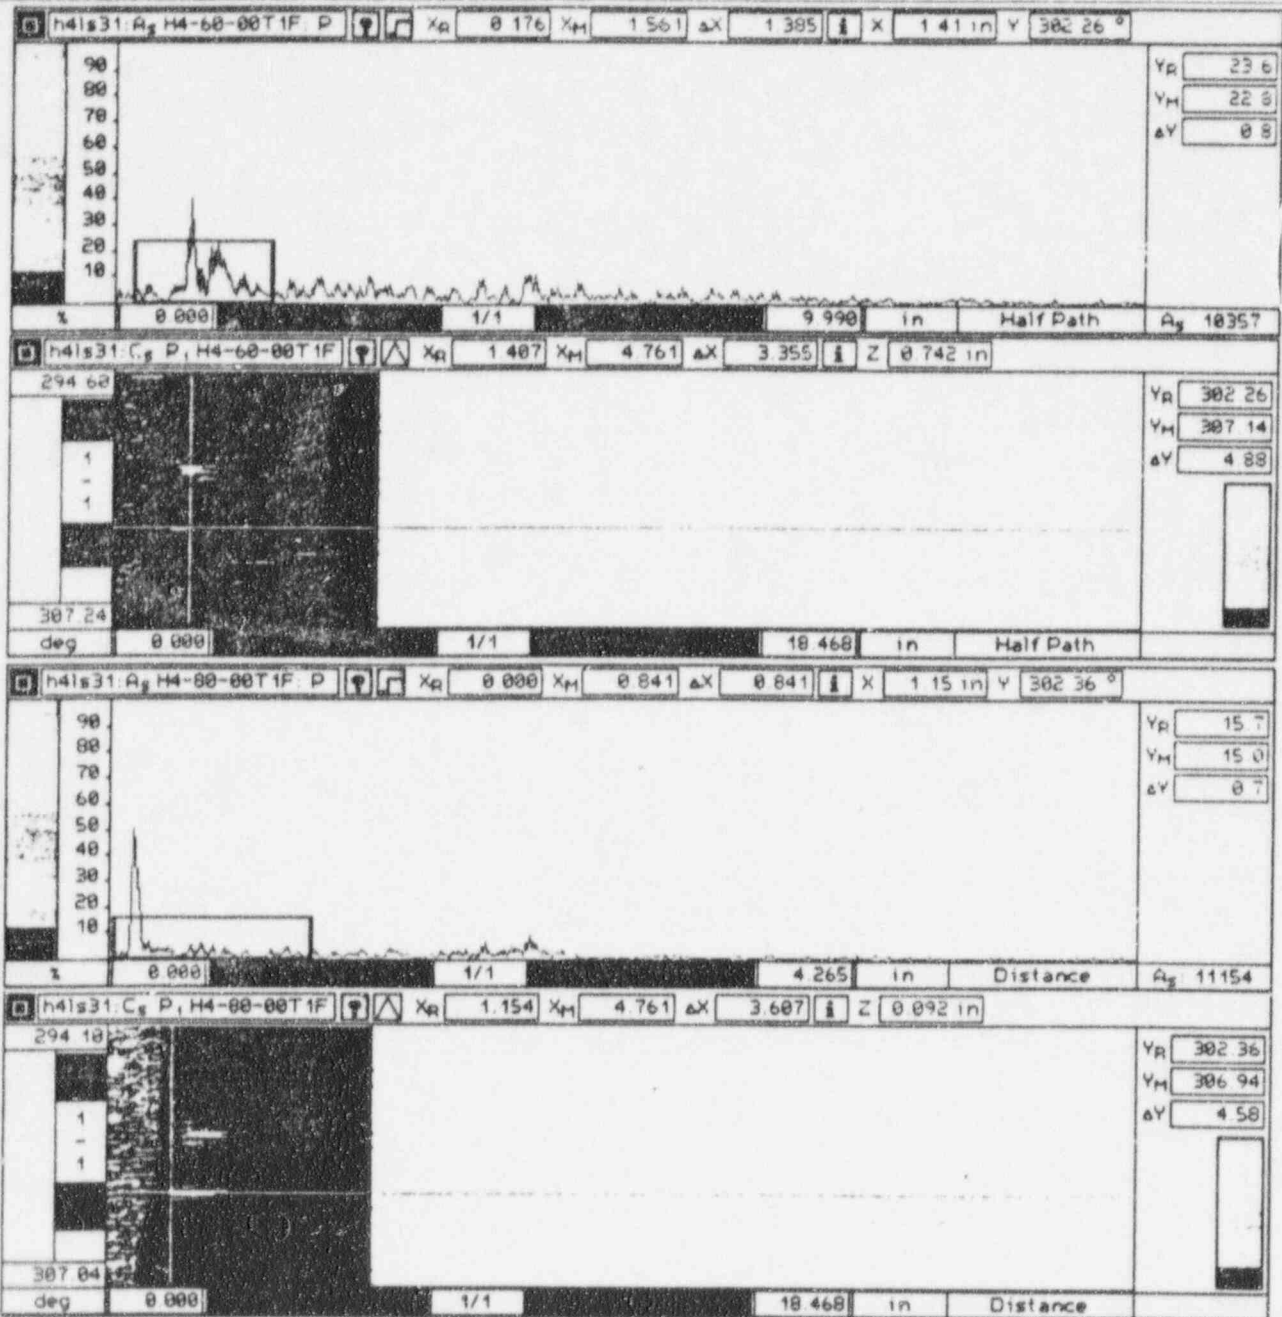 h4ls31:As H4-60-00T1F: P XR 0.176 XM 1.561 ΔX 1.385 i X 1.41 in Y 302.26 °
90
80
70
60
50
40
30
20
10
YR 23.6
YM 22.8
ΔY 0.8
% 0.000 1/1 9.990 in Half Path As 10357
h4ls31:Cs P, H4-60-00T1F XR 1.407 XM 4.761 ΔX 3.355 i Z 0.742 in
294.60
1
-
1
307.24
YR 302.26
YM 307.14
ΔY 4.88
deg 0.000 1/1 18.468 in Half Path
h4ls31:As H4-80-00T1F: P XR 0.000 XM 0.841 ΔX 0.841 i X 1.15 in Y 302.36 °
90
80
70
60
50
40
30
20
10
YR 15.7
YM 15.0
ΔY 0.7
% 0.000 1/1 4.265 in Distance As: 11154
h4ls31:Cs P, H4-80-00T1F XR 1.154 XM 4.761 ΔX 3.607 i Z 0.092 in
294.10
1
-
1
307.04
YR 302.36
YM 306.94
ΔY 4.58
deg 0.000 1/1 18.468 in Distance